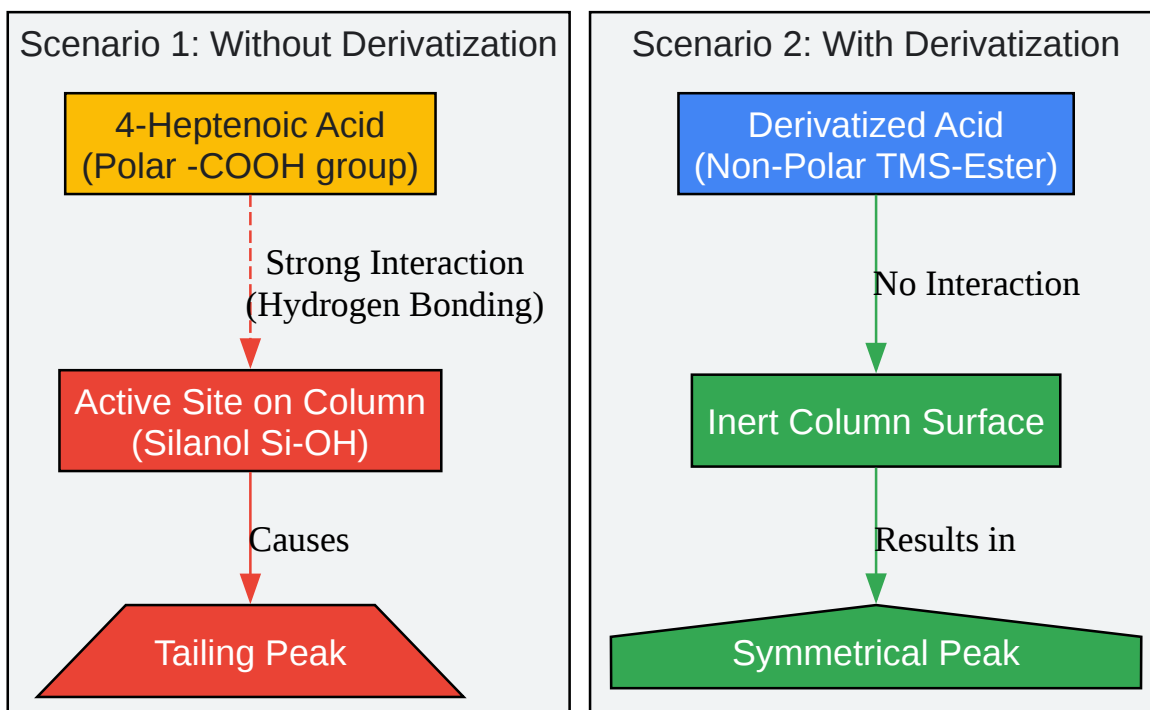 Scenario 1: Without Derivatization
4-Heptenoic Acid
(Polar -COOH group)
Strong Interaction
(Hydrogen Bonding)
Active Site on Column
(Silanol Si-OH)
Causes
Tailing Peak
Scenario 2: With Derivatization
Derivatized Acid
(Non-Polar TMS-Ester)
No Interaction
Inert Column Surface
Results in
Symmetrical Peak